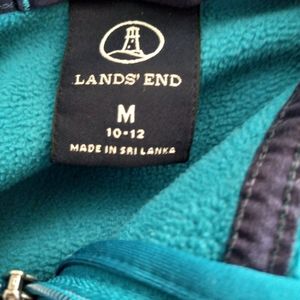 LANDS' END
M
10-12
MADE IN SRI LANKA